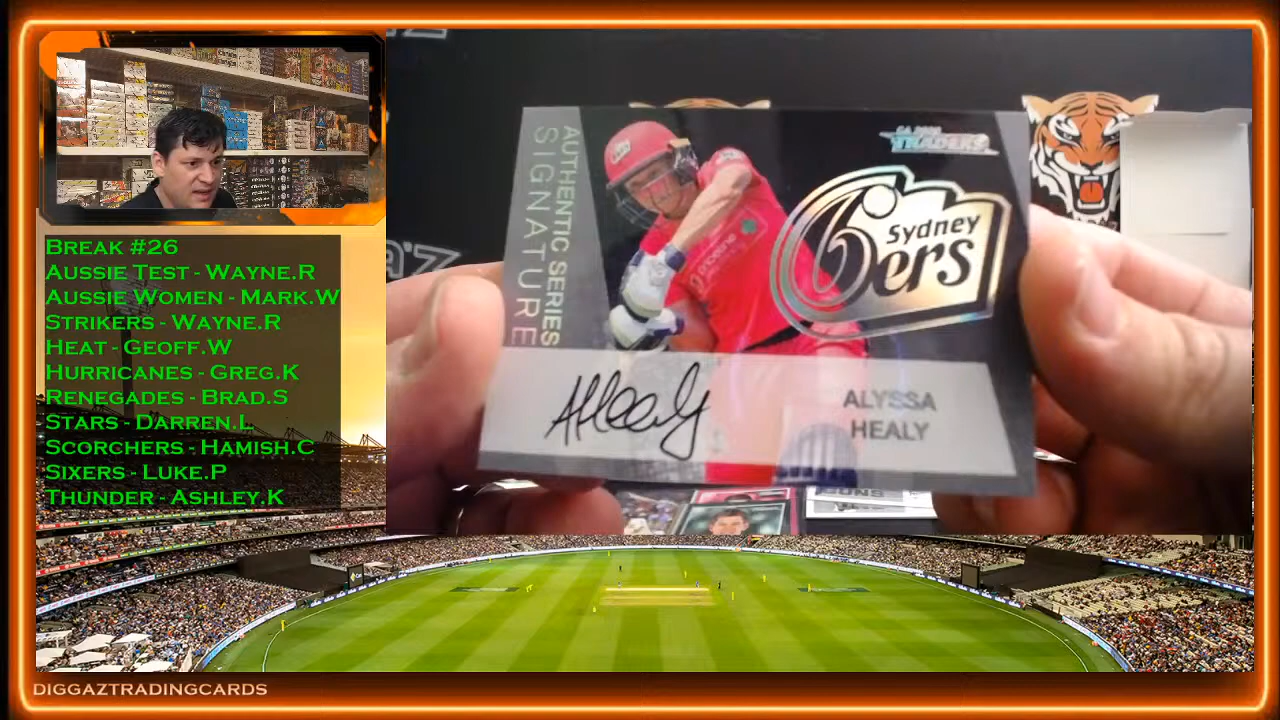 BREAK #26
AUSSIE TEST - WAYNE.R
AUSSIE WOMEN - MARK.W
STRIKERS - WAYNE.R
HEAT - GEOFF.W
HURRICANES - GREG.K
RENEGADES - BRAD.S
STARS - DARREN.L
SCORCHERS - HAMISH.C
SIXERS - LUKE.P
THUNDER - ASHLEY.K
AUTHENTIC SERIES
SIGNATURE
TRADERS
Sydney
6ers
AHealy
ALYSSA
HEALY
DIGGAZTRADINGCARDS